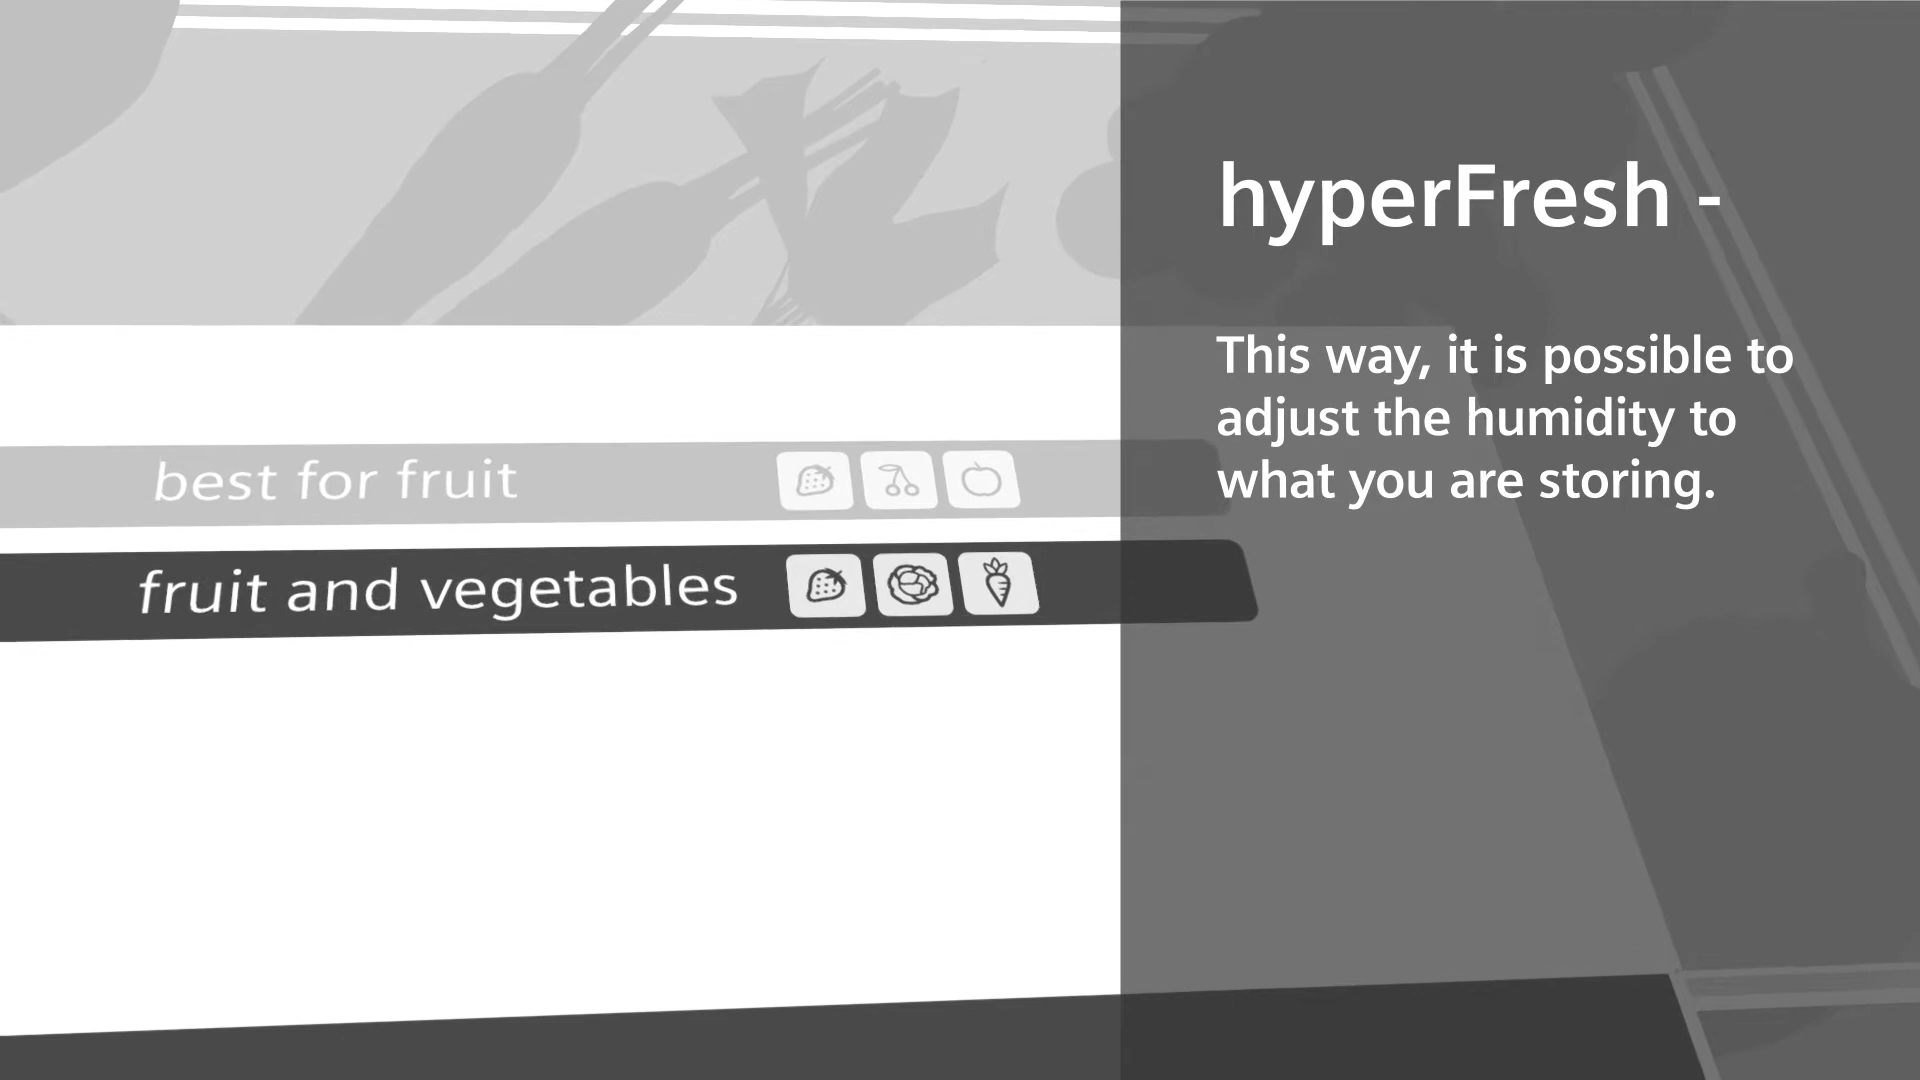 hyperFresh -
This way, it is possible to
adjust the humidity to
what you are storing.
best for fruit
fruit and vegetables